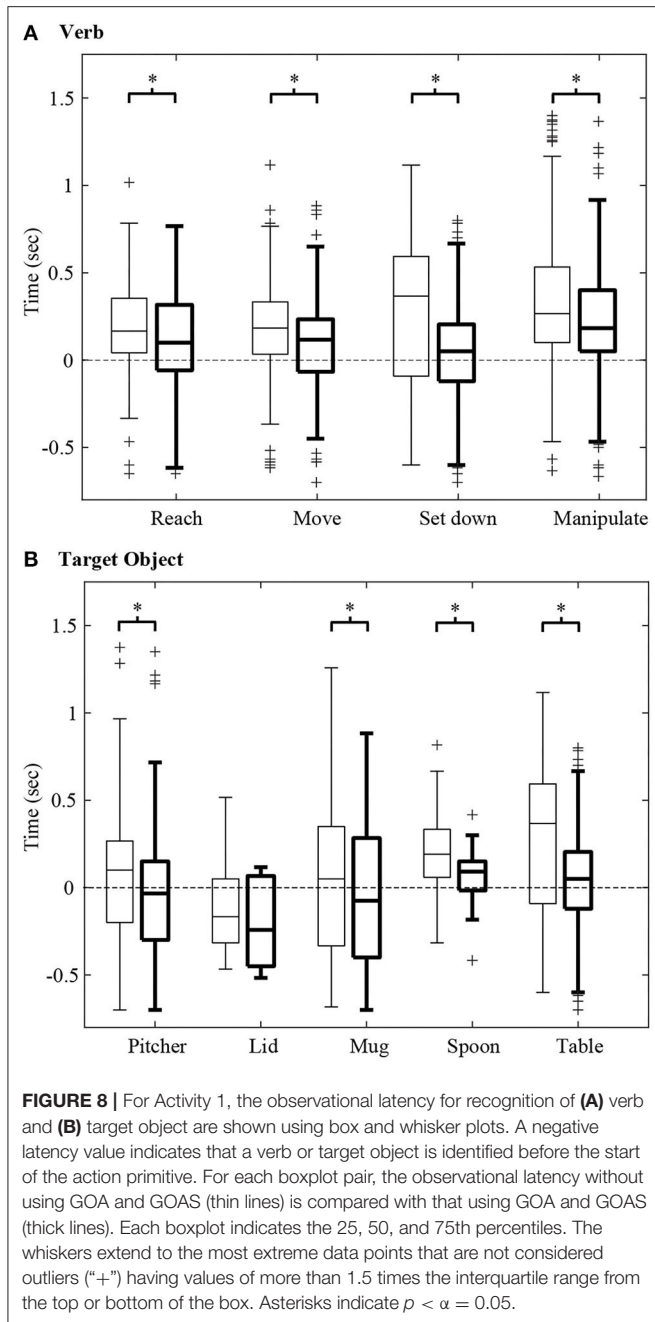 A Verb
* * * *
1.5
1
0.5
0
-0.5
Time (sec)
Reach Move Set down Manipulate
B Target Object
* * * *
1.5
1
0.5
0
-0.5
Time (sec)
Pitcher Lid Mug Spoon Table
FIGURE 8 | For Activity 1, the observational latency for recognition of (A) verb
and (B) target object are shown using box and whisker plots. A negative
latency value indicates that a verb or target object is identified before the start
of the action primitive. For each boxplot pair, the observational latency without
using GOA and GOAS (thin lines) is compared with that using GOA and GOAS
(thick lines). Each boxplot indicates the 25, 50, and 75th percentiles. The
whiskers extend to the most extreme data points that are not considered
outliers (“+”) having values of more than 1.5 times the interquartile range from
the top or bottom of the box. Asterisks indicate p < α = 0.05.